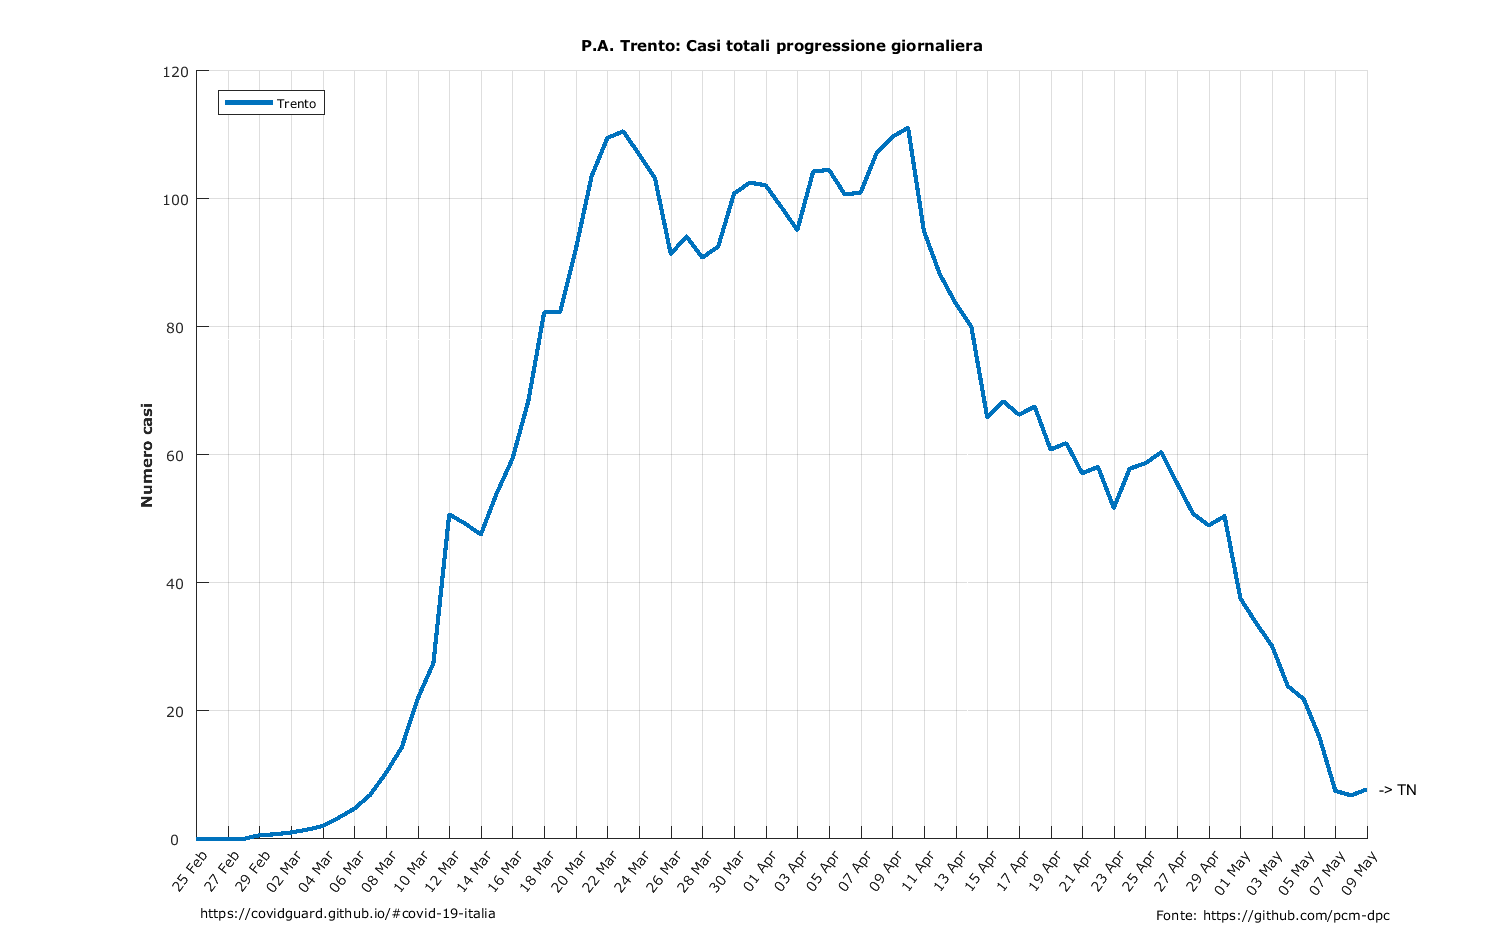 P.A. Trento: Casi totali progressione giornaliera
Trento
Numero casi
120
100
80
60
40
20
0
-> TN
25 Feb
27 Feb
29 Feb
02 Mar
04 Mar
06 Mar
08 Mar
10 Mar
12 Mar
14 Mar
16 Mar
18 Mar
20 Mar
22 Mar
24 Mar
26 Mar
28 Mar
30 Mar
01 Apr
03 Apr
05 Apr
07 Apr
09 Apr
11 Apr
13 Apr
15 Apr
17 Apr
19 Apr
21 Apr
23 Apr
25 Apr
27 Apr
29 Apr
01 May
03 May
05 May
07 May
09 May
https://covidguard.github.io/#covid-19-italia
Fonte: https://github.com/pcm-dpc